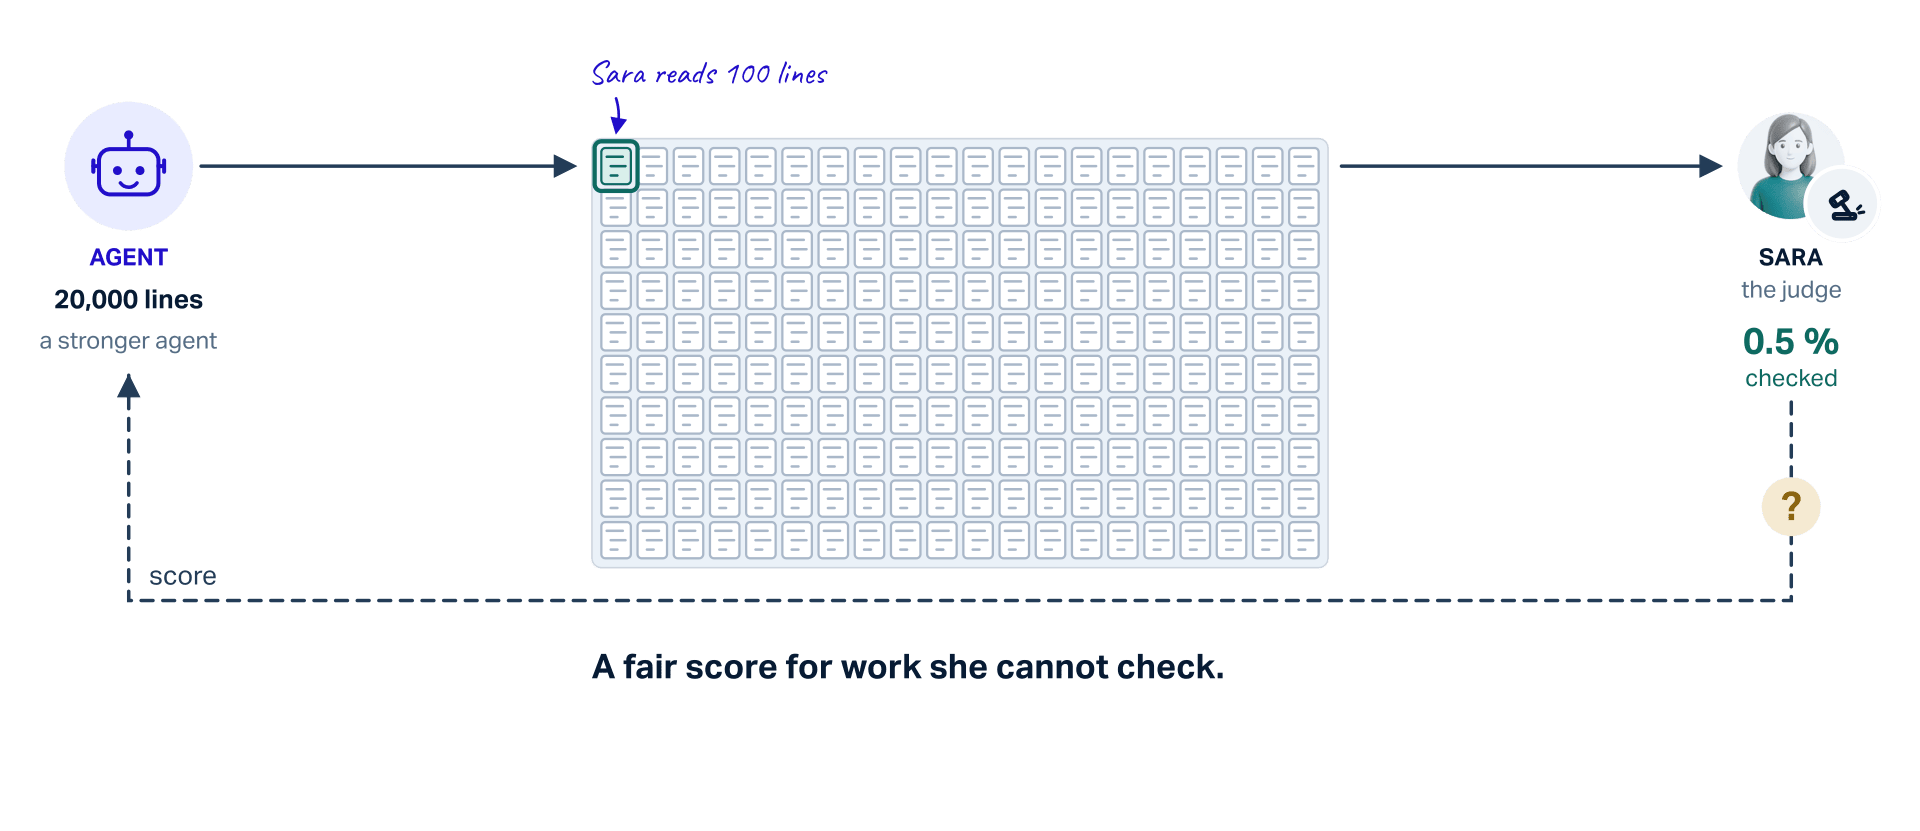 Sara reads 100 lines
AGENT
20,000 lines
a stronger agent
SARA
the judge
0.5 %
checked
?
score
A fair score for work she cannot check.